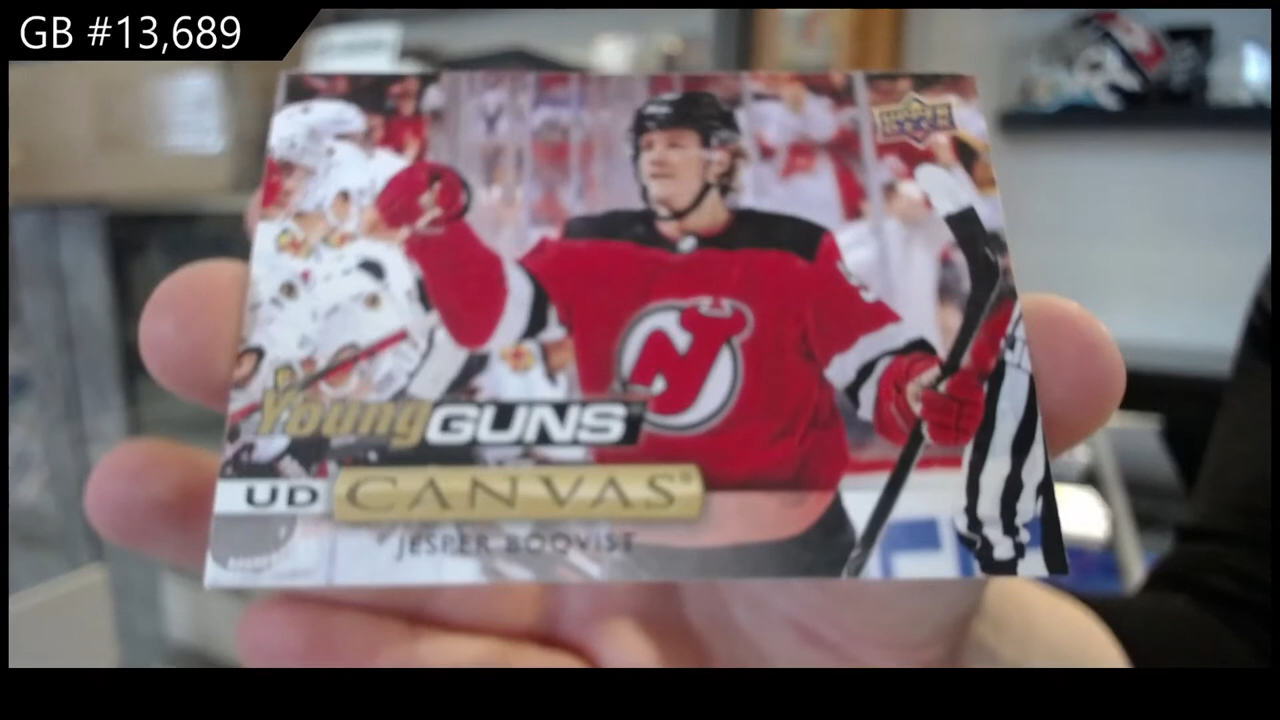 GB #13,689
UPPER DECK
Young GUNS
UD CANVAS®
JESPER BOQVIST